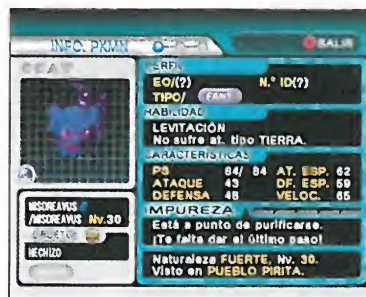 INFO. PKMN
SALIR
PERFIL
EO/(?) N.º ID(?)
TIPO/ FANT.
HABILIDAD
LEVITACIÓN
No sufre at. tipo TIERRA.
CARACTERÍSTICAS
PS 84/ 84 AT. ESP. 62
ATAQUE 43 DF. ESP. 59
DEFENSA 48 VELOC. 65
IMPUREZA
Está a punto de purificarse.
¡Te falta dar el último paso!
MISDREAVUS
/MISDREAVUS Nv.30
OBJETO
HECHIZO
Naturaleza FUERTE, Nv. 30.
Visto en PUEBLO PIRITA.